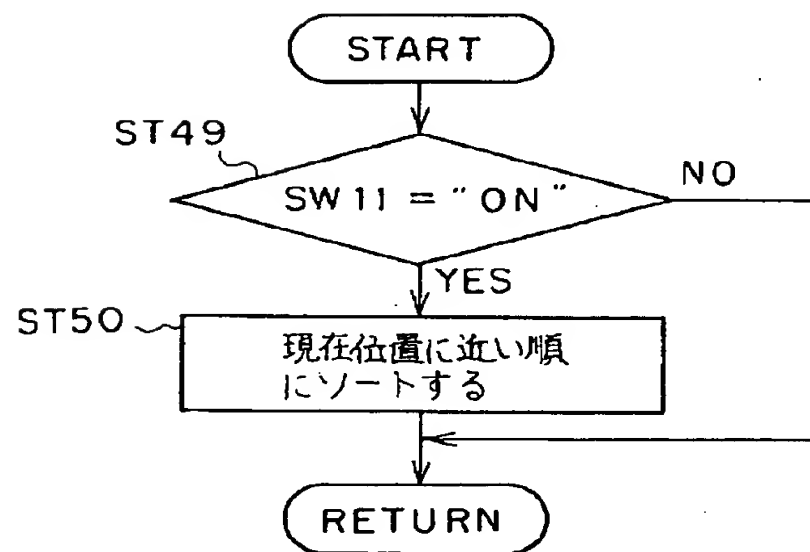 START
ST49
SW11="ON"
NO
YES
ST50
現在位置に近い順
にソートする
RETURN